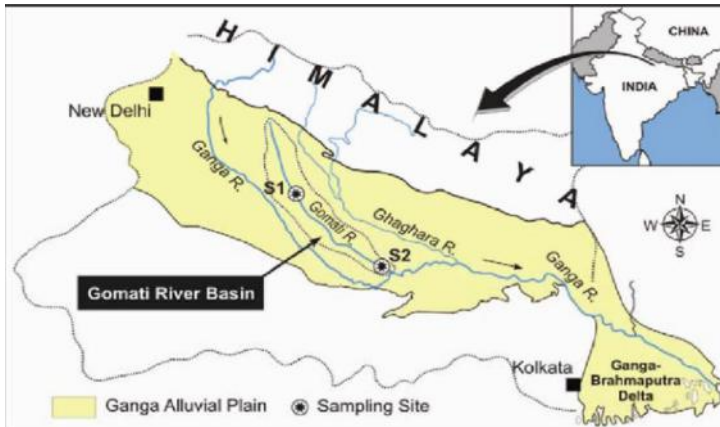 HIMALAYA
CHINA
INDIA
New Delhi
Ganga R.
S1
Gomati R.
Ghaghara R.
S2
Ganga R.
N
W E
S
Gomati River Basin
Kolkata
Ganga-
Brahmaputra
Delta
Ganga Alluvial Plain
Sampling Site